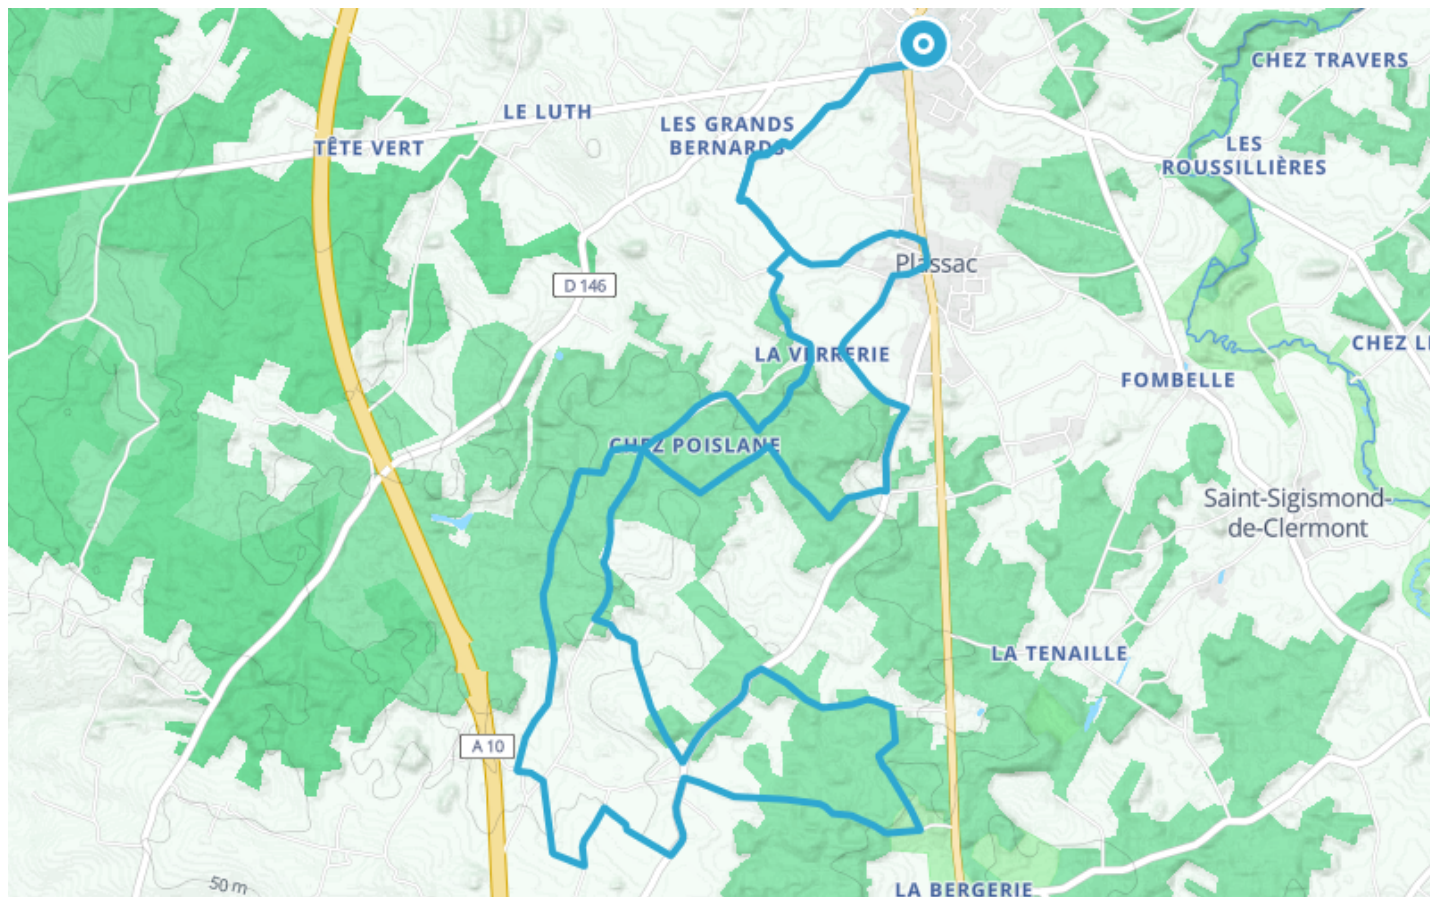 CHEZ TRAVERS
LE LUTH
LES GRANDS
BERNARDS
TÊTE VERT
LES
ROUSSILLIÈRES
Plassac
D 146
CHEZ LE
LA VERRERIE
FOMBELLE
CHEZ POISLANE
Saint-Sigismond-
de-Clermont
LA TENAILLE
A 10
50 m
LA BERGERIE